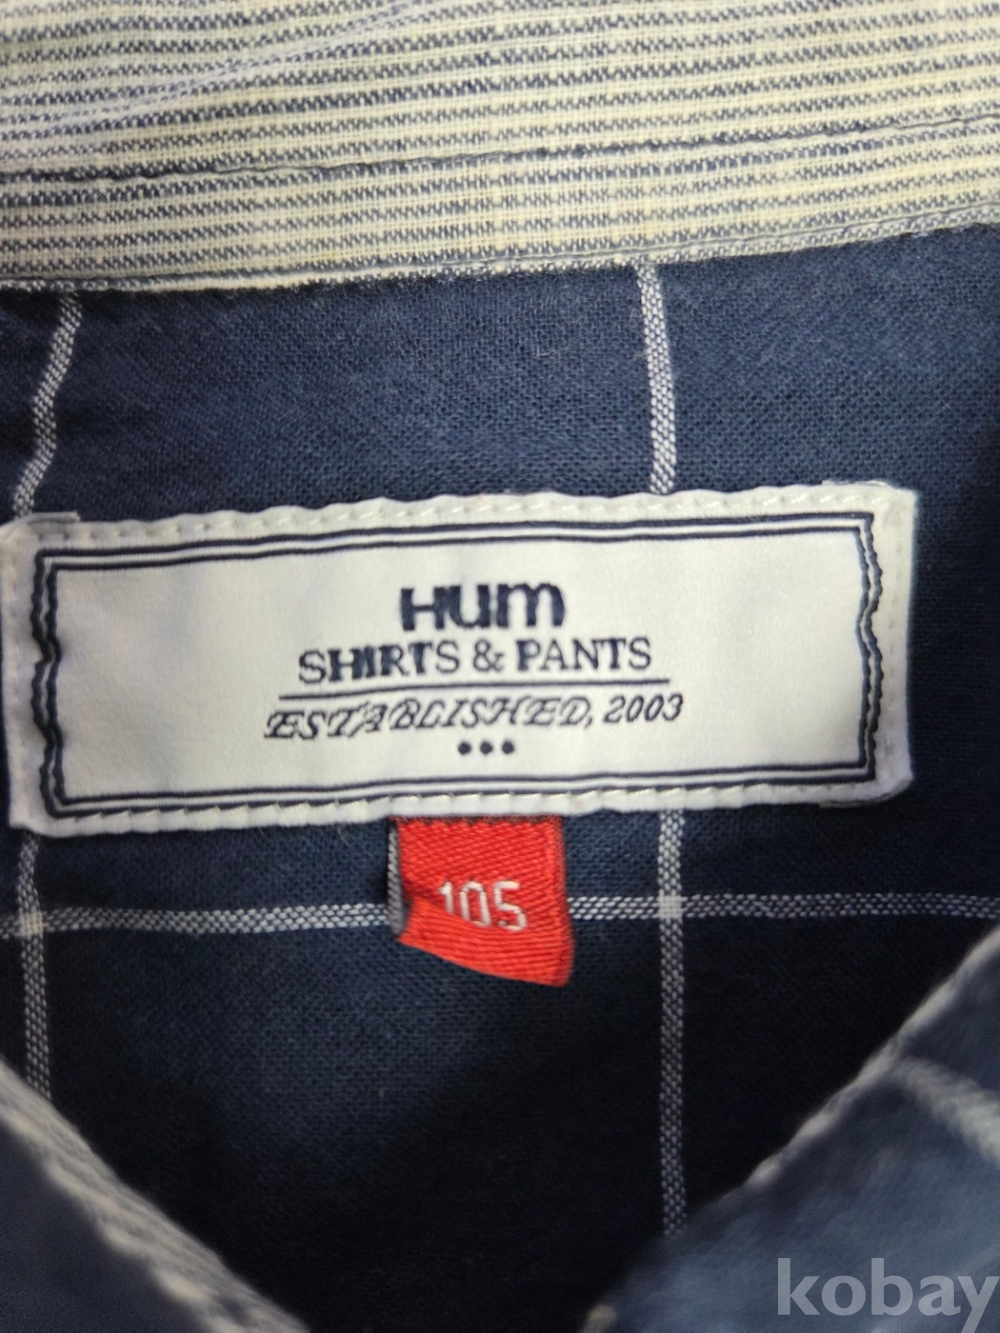 Hum
SHIRTS & PANTS
ESTABLISHED, 2003
105
kobay